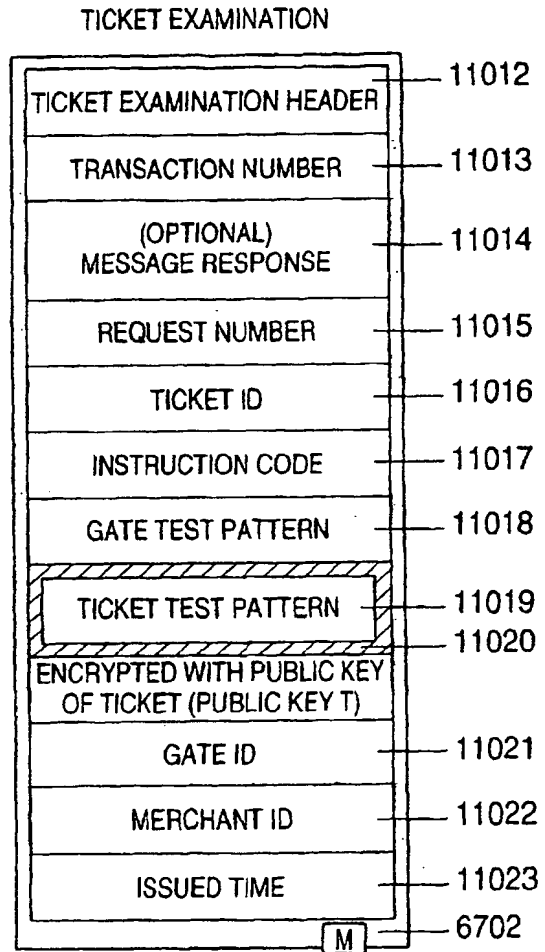 TICKET EXAMINATION
TICKET EXAMINATION HEADER 11012
TRANSACTION NUMBER 11013
(OPTIONAL)
MESSAGE RESPONSE 11014
REQUEST NUMBER 11015
TICKET ID 11016
INSTRUCTION CODE 11017
GATE TEST PATTERN 11018
TICKET TEST PATTERN 11019
11020
ENCRYPTED WITH PUBLIC KEY
OF TICKET (PUBLIC KEY T)
GATE ID 11021
MERCHANT ID 11022
ISSUED TIME 11023
M 6702